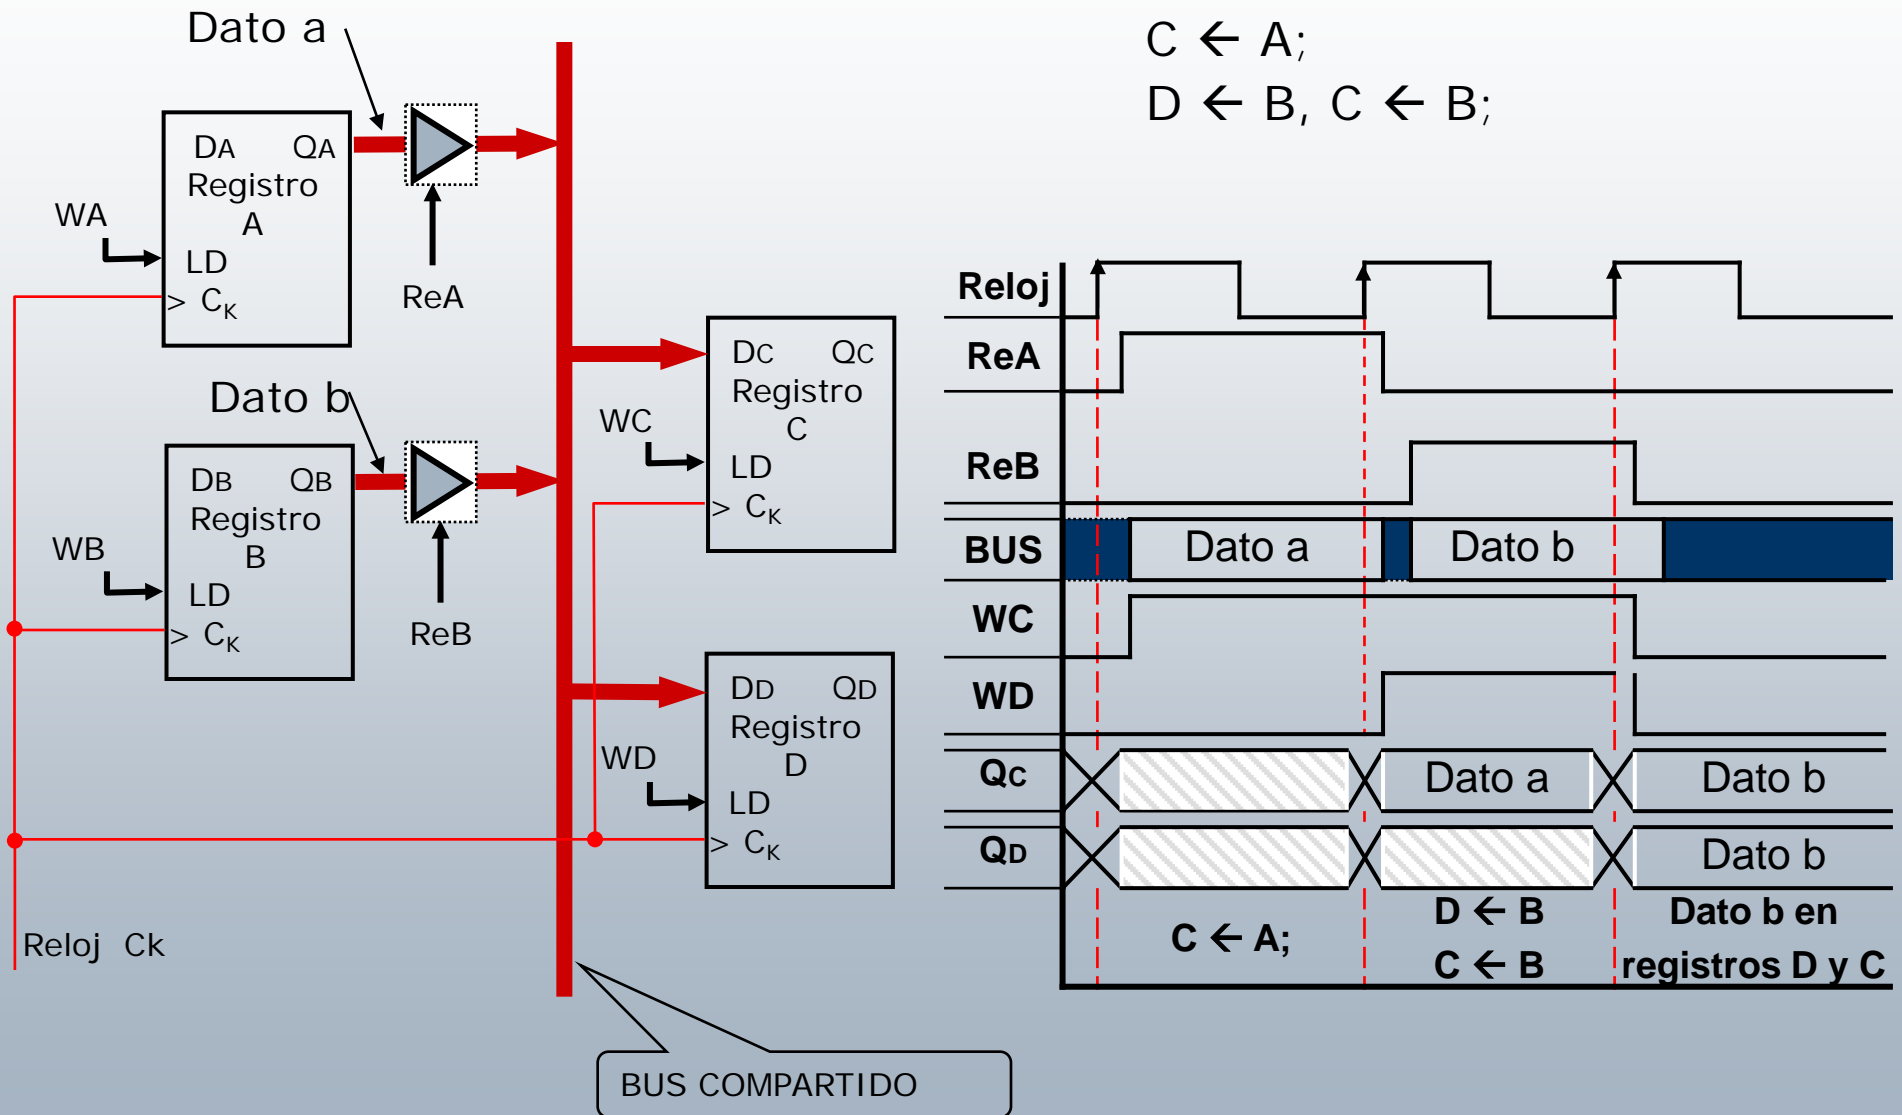 Dato a
C ← A;
D ← B, C ← B;
DA QA
Registro
A
WA
LD
> CK
ReA
Dato b
DB QB
Registro
B
WB
LD
> CK
ReB
DC QC
Registro
C
WC
LD
> CK
DD QD
Registro
D
WD
LD
> CK
Reloj Ck
BUS COMPARTIDO
Reloj
ReA
ReB
BUS
Dato a
Dato b
WC
WD
QC
Dato a
Dato b
QD
Dato b
C ← A;
D ← B
C ← B
Dato b en
registros D y C